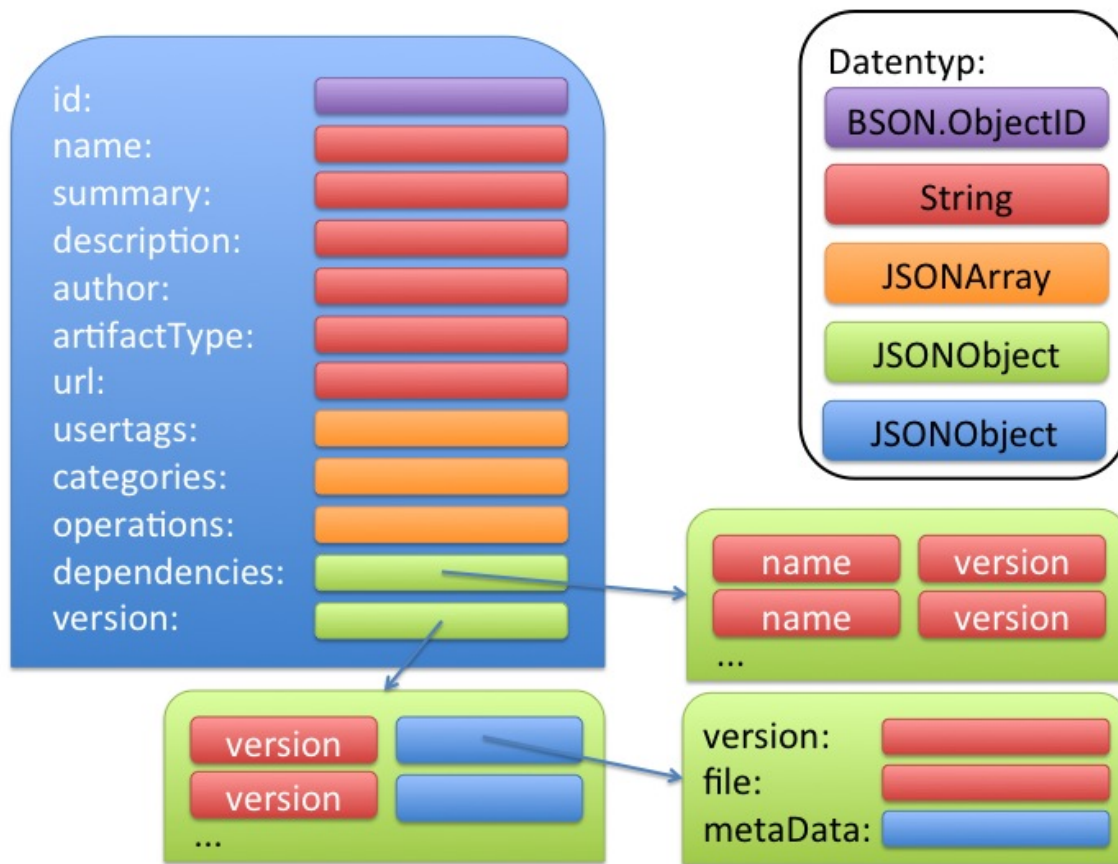 id:
name:
summary:
description:
author:
artifactType:
url:
usertags:
categories:
operations:
dependencies:
version:
Datentyp:
BSON.ObjectID
String
JSONArray
JSONObject
JSONObject
name version
name version
...
version
version
...
version:
file:
metaData: